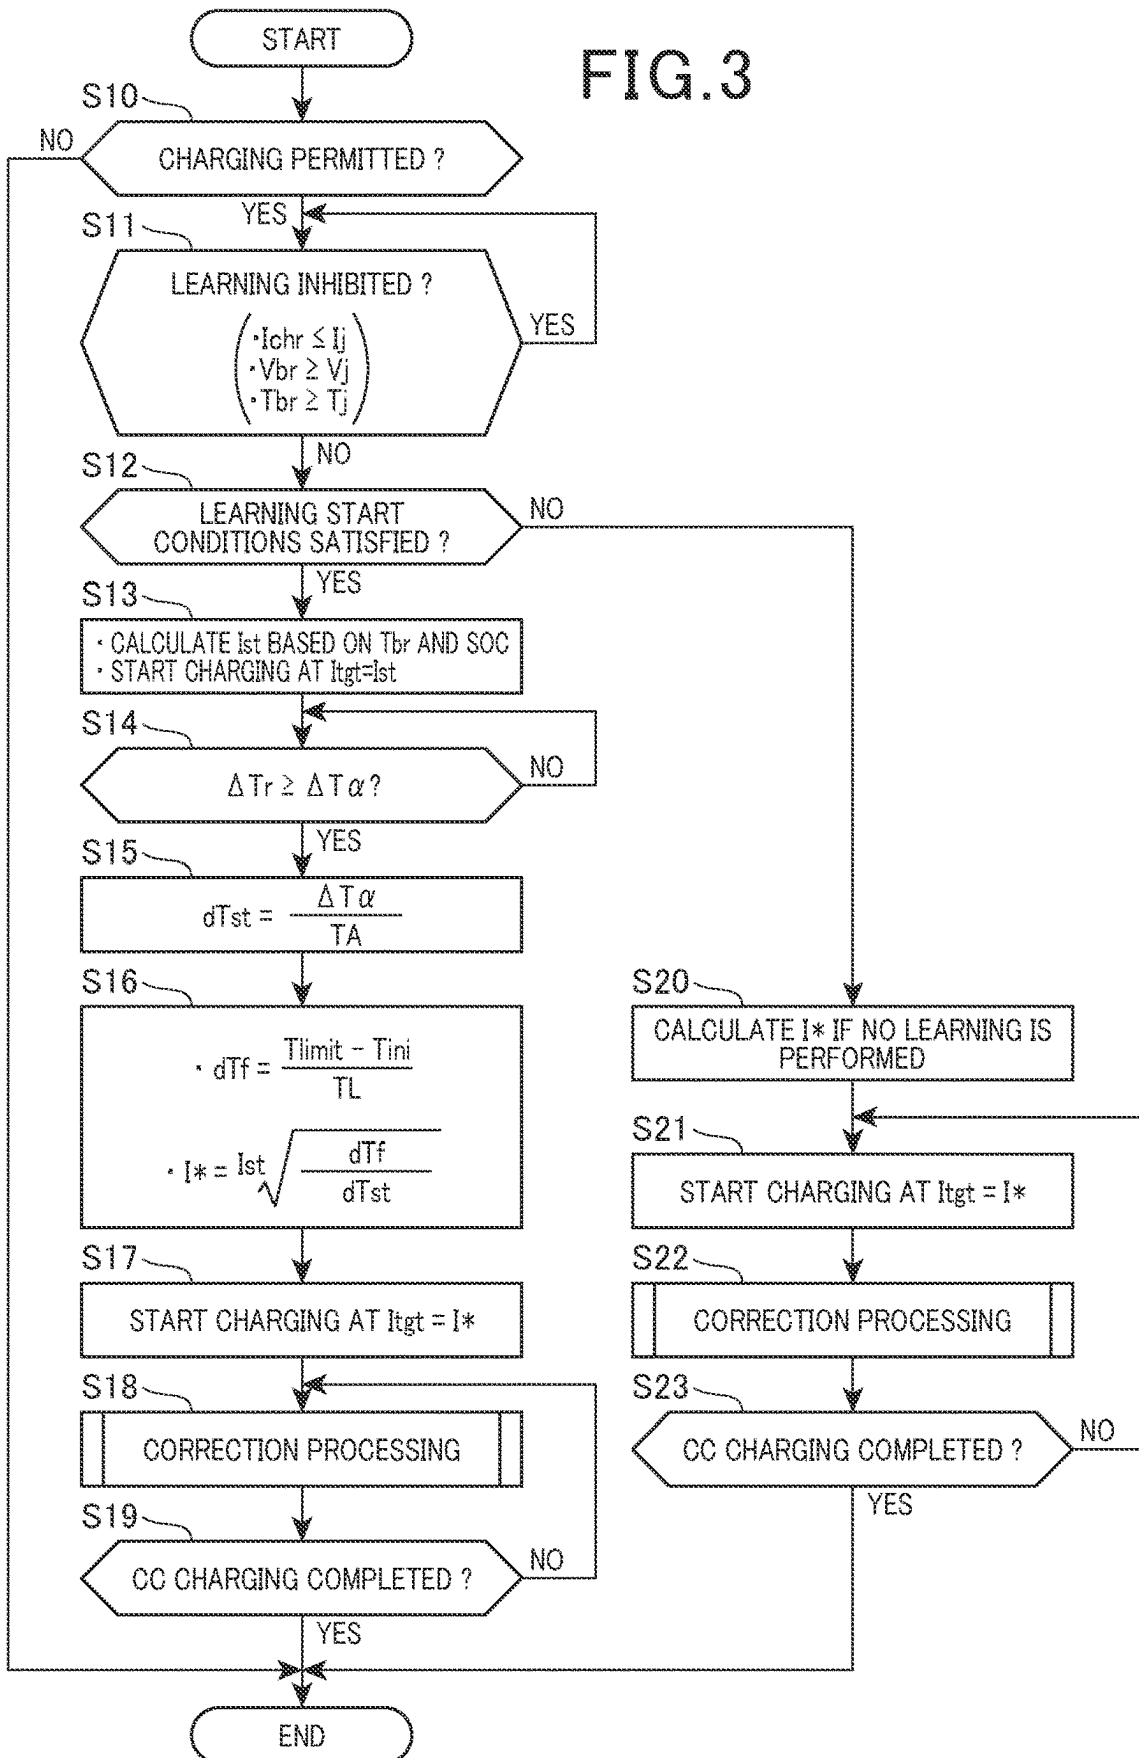 START
FIG.3
S10
NO
CHARGING PERMITTED ?
YES
S11
LEARNING INHIBITED ?
・Ichr ≤ Ij
・Vbr ≥ Vj
・Tbr ≥ Tj
YES
NO
S12
LEARNING START
CONDITIONS SATISFIED ?
NO
YES
S13
・CALCULATE Ist BASED ON Tbr AND SOC
・START CHARGING AT Itgt=Ist
S14
ΔTr ≥ ΔTα?
NO
YES
S15
dTst = ΔTα / TA
S16
・dTf = Tlimit − Tini / TL
・I* = Ist √ dTf / dTst
S17
START CHARGING AT Itgt = I*
S18
CORRECTION PROCESSING
S19
CC CHARGING COMPLETED ?
NO
YES
S20
CALCULATE I* IF NO LEARNING IS
PERFORMED
S21
START CHARGING AT Itgt = I*
S22
CORRECTION PROCESSING
S23
CC CHARGING COMPLETED ?
NO
YES
END